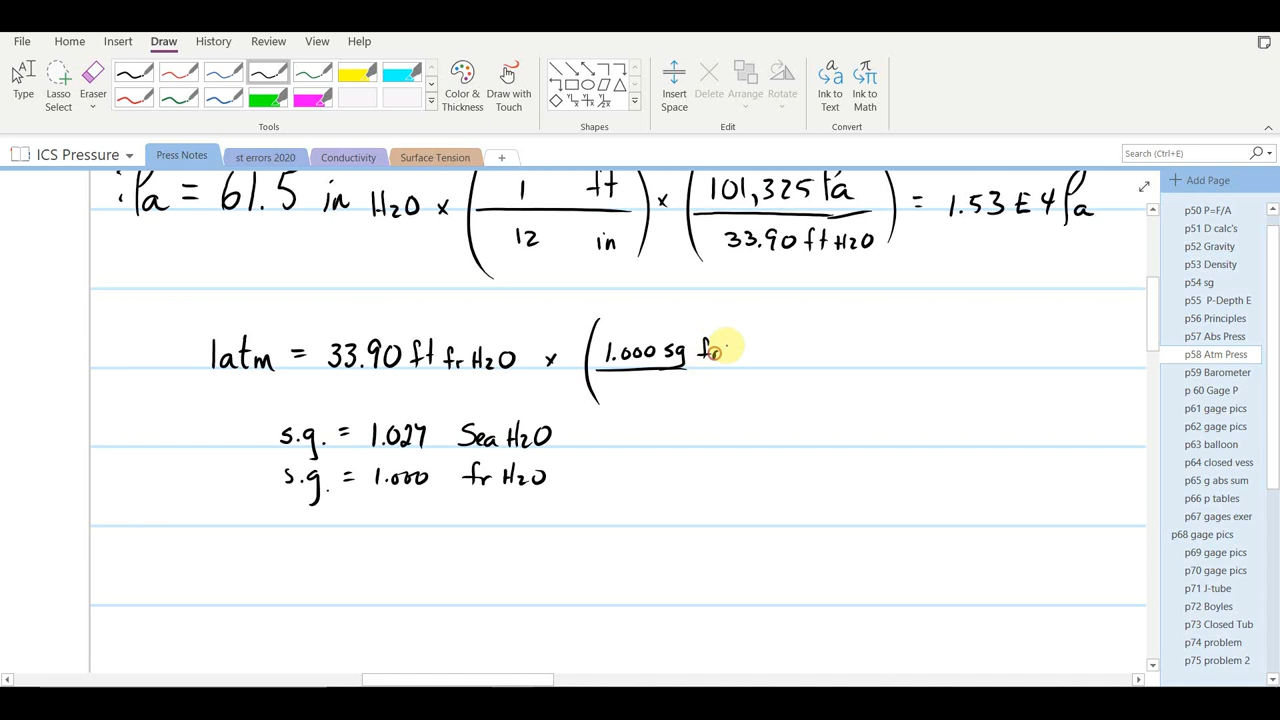 File Home Insert Draw History Review View Help
Type Lasso Select Eraser Color & Thickness Draw with Touch Insert Space Delete Arrange Rotate Ink to Text Ink to Math
Tools Shapes Edit Convert
ICS Pressure Press Notes st errors 2020 Conductivity Surface Tension + Search (Ctrl+E)
Pa = 61.5 in H2O × ( 1 ft / 12 in ) × ( 101,325 Pa / 33.90 ft H2O ) = 1.53 E4 Pa
1atm = 33.90 ft fr H2O × ( 1.000 sg fr
s.g. = 1.027 Sea H2O
s.g. = 1.000 fr H2O
+ Add Page
p50 P=F/A
p51 D calc's
p52 Gravity
p53 Density
p54 sg
p55 P-Depth E
p56 Principles
p57 Abs Press
p58 Atm Press
p59 Barometer
p 60 Gage P
p61 gage pics
p62 gage pics
p63 balloon
p64 closed vess
p65 g abs sum
p66 p tables
p67 gages exer
p68 gage pics
p69 gage pics
p70 gage pics
p71 J-tube
p72 Boyles
p73 Closed Tub
p74 problem
p75 problem 2